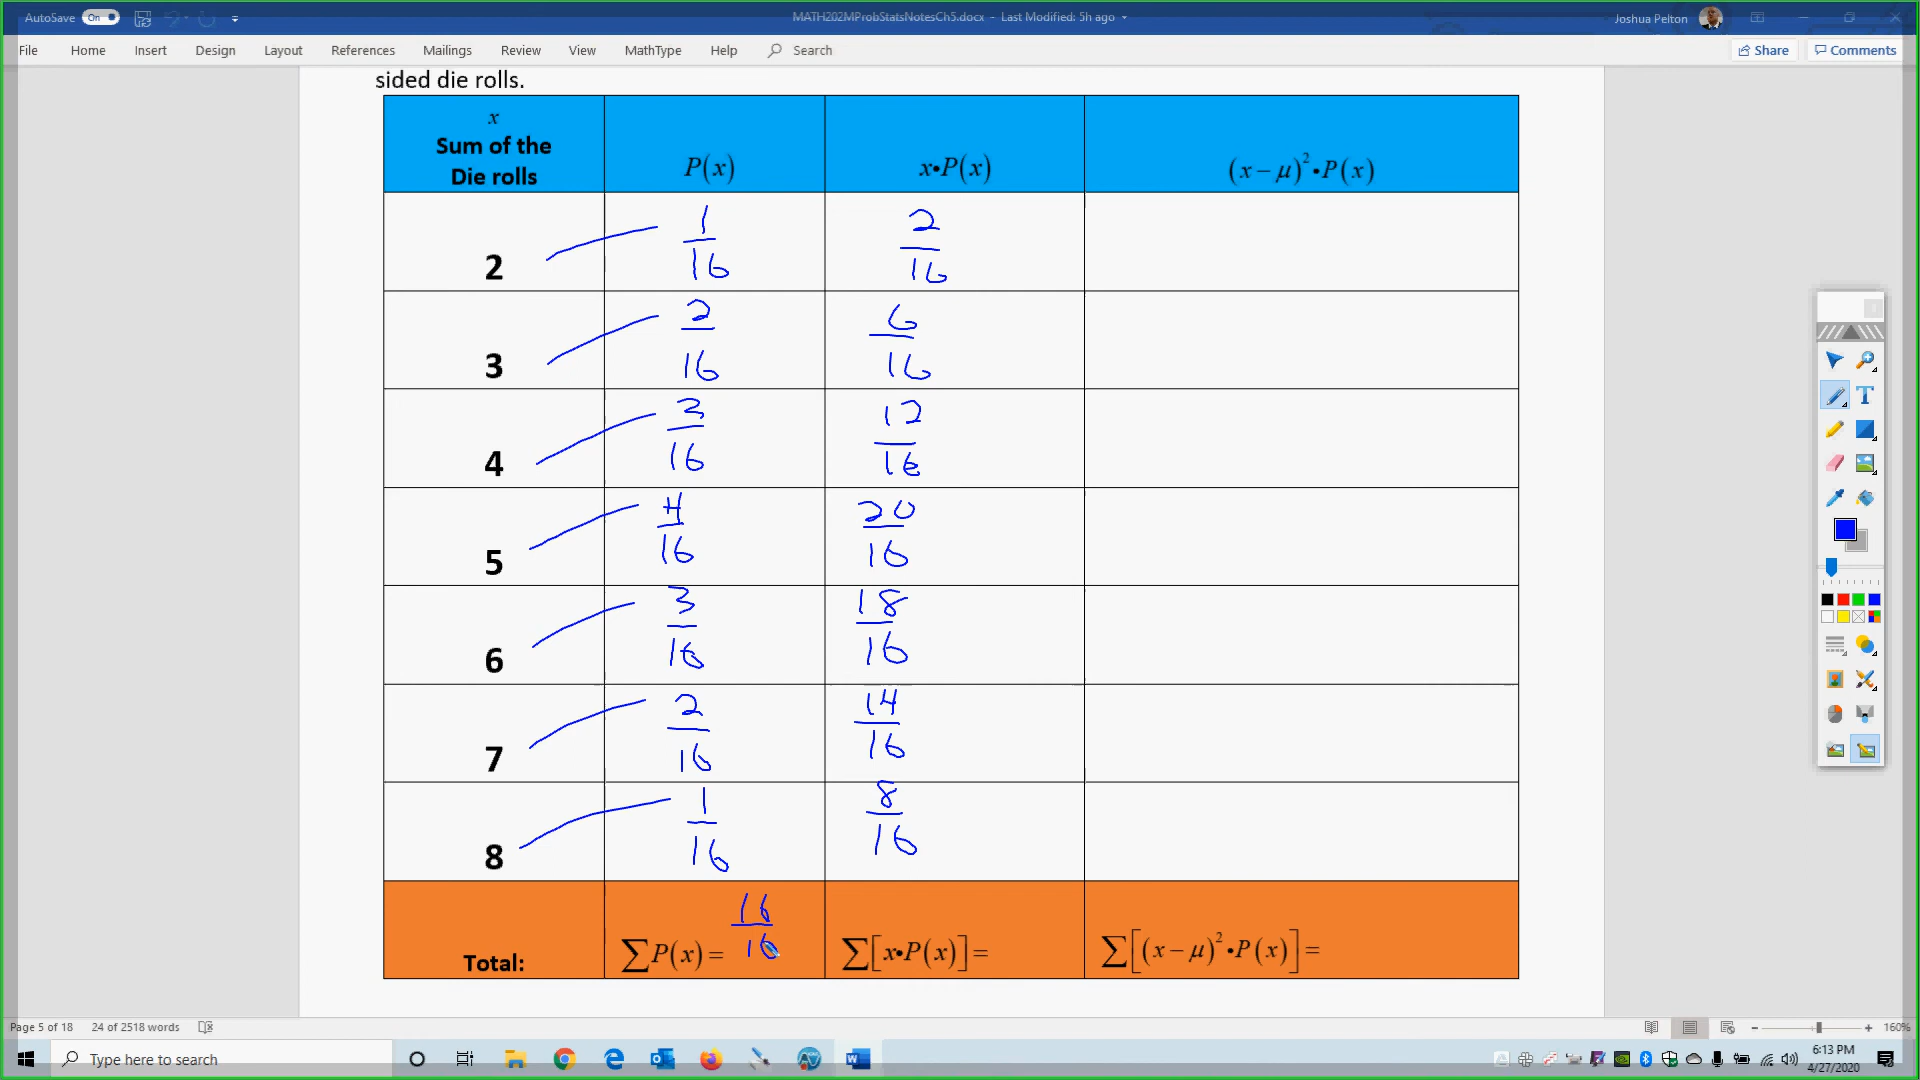 AutoSave On MATH202MProbStatsNotesCh5.docx - Last Modified: 5h ago Joshua Pelton
File Home Insert Design Layout References Mailings Review View MathType Help Search Share Comments
sided die rolls.
x
Sum of the
Die rolls
P(x)
x•P(x)
(x−μ)²•P(x)
2 1/16 2/16
3 2/16 6/16
4 3/16 12/16
5 4/16 20/16
6 3/16 18/16
7 2/16 14/16
8 1/16 8/16
Total: ∑P(x) = 16/16 ∑[x•P(x)] = ∑[(x−μ)²•P(x)] =
Page 5 of 18 24 of 2518 words 160%
Type here to search
6:13 PM
4/27/2020